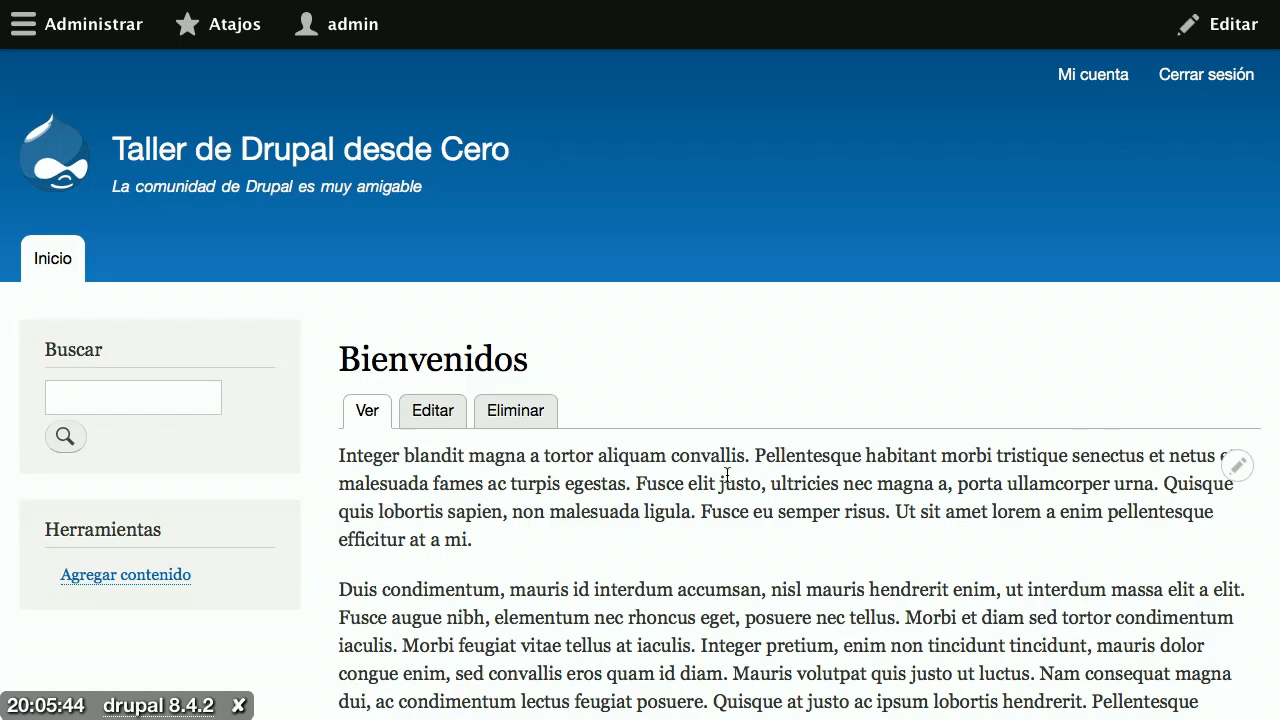 Administrar Atajos admin Editar
Mi cuenta Cerrar sesión
Taller de Drupal desde Cero
La comunidad de Drupal es muy amigable
Inicio
Buscar
Herramientas
Agregar contenido
Bienvenidos
Ver Editar Eliminar
Integer blandit magna a tortor aliquam convallis. Pellentesque habitant morbi tristique senectus et netus
malesuada fames ac turpis egestas. Fusce elit justo, ultricies nec magna a, porta ullamcorper urna. Quisque
quis lobortis sapien, non malesuada ligula. Fusce eu semper risus. Ut sit amet lorem a enim pellentesque
efficitur at a mi.
Duis condimentum, mauris id interdum accumsan, nisl mauris hendrerit enim, ut interdum massa elit a elit.
Fusce augue nibh, elementum nec rhoncus eget, posuere nec tellus. Morbi et diam sed tortor condimentum
iaculis. Morbi feugiat vitae tellus at iaculis. Integer pretium, enim non tincidunt tincidunt, mauris dolor
congue enim, sed convallis eros quam id diam. Mauris volutpat quis justo ut luctus. Nam consequat magna
dui, ac condimentum lectus feugiat posuere. Quisque at justo ac ipsum lobortis hendrerit. Pellentesque
20:05:44 drupal 8.4.2 ✘